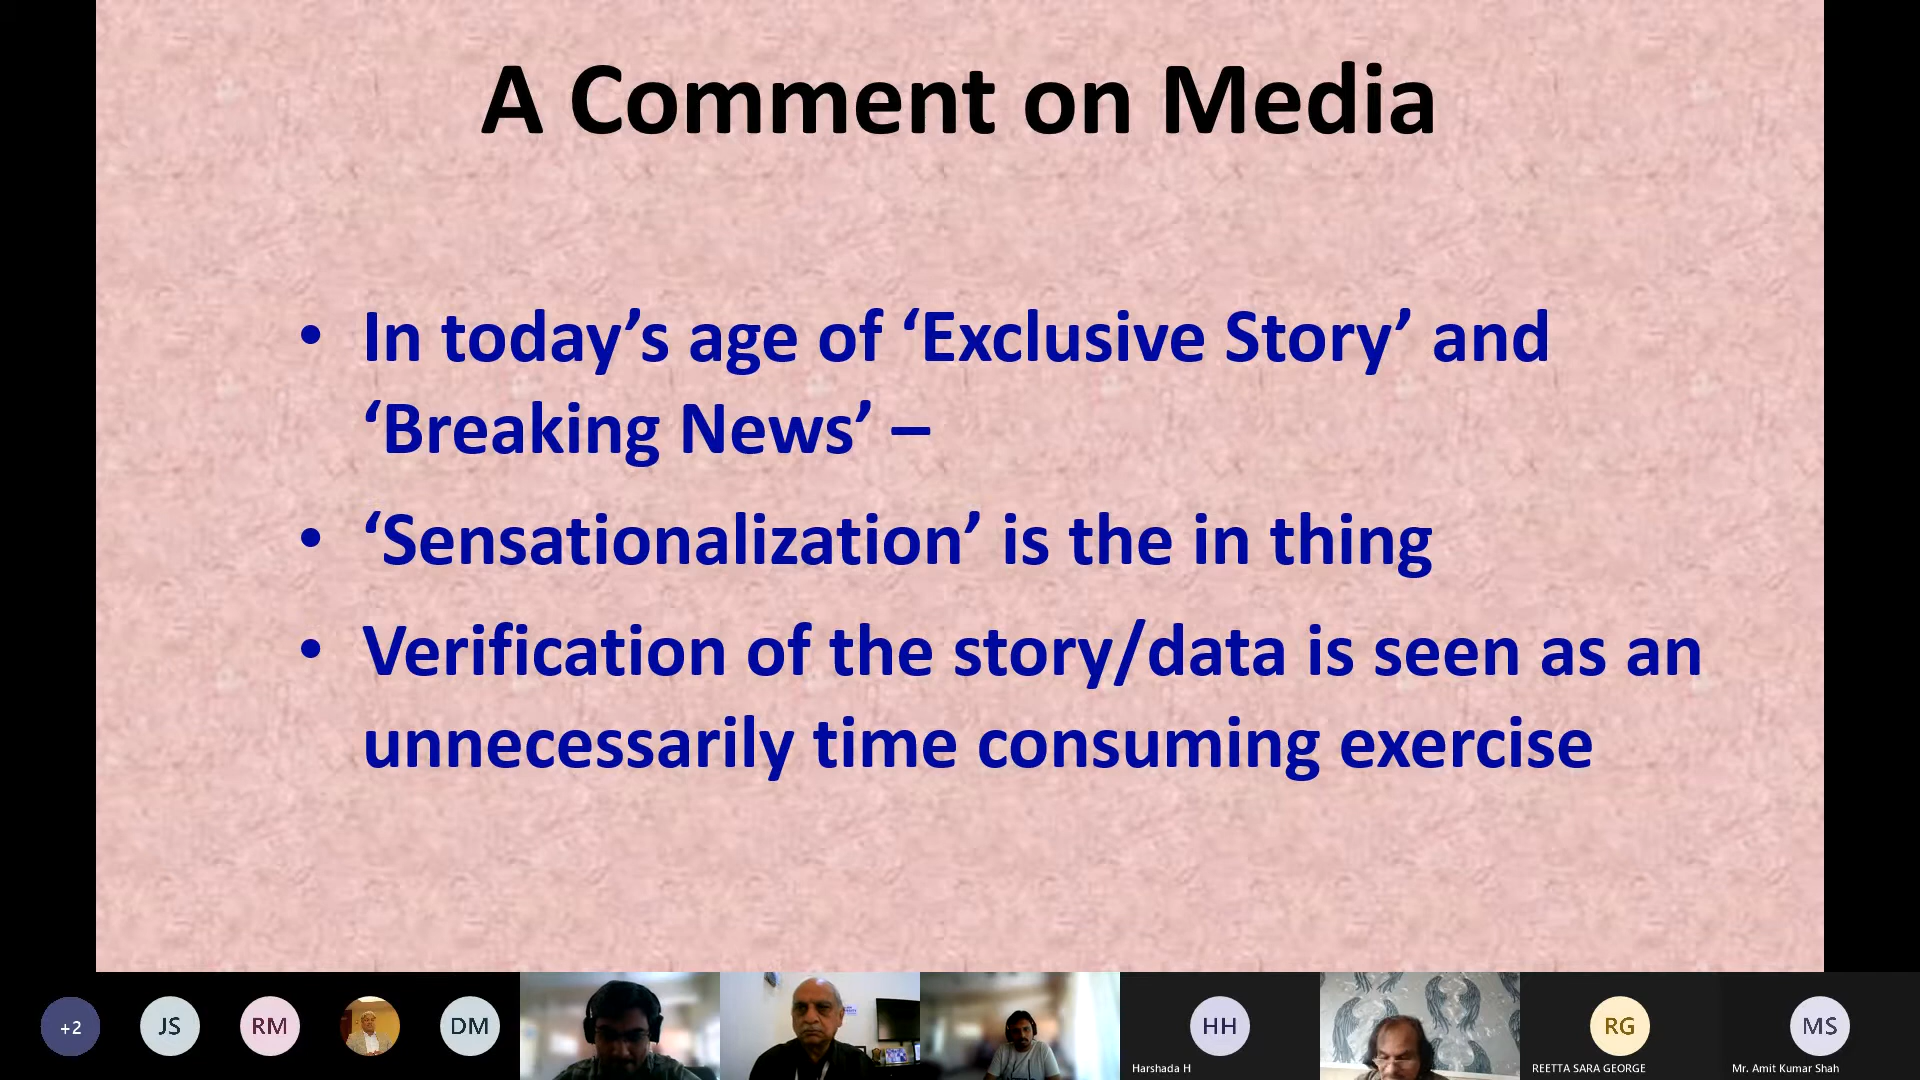 A Comment on Media
• In today’s age of ‘Exclusive Story’ and
‘Breaking News’ –
• ‘Sensationalization’ is the in thing
• Verification of the story/data is seen as an
unnecessarily time consuming exercise
+2
JS
RM
DM
HH
Harshada H
RG
REETTA SARA GEORGE
MS
Mr. Amit Kumar Shah